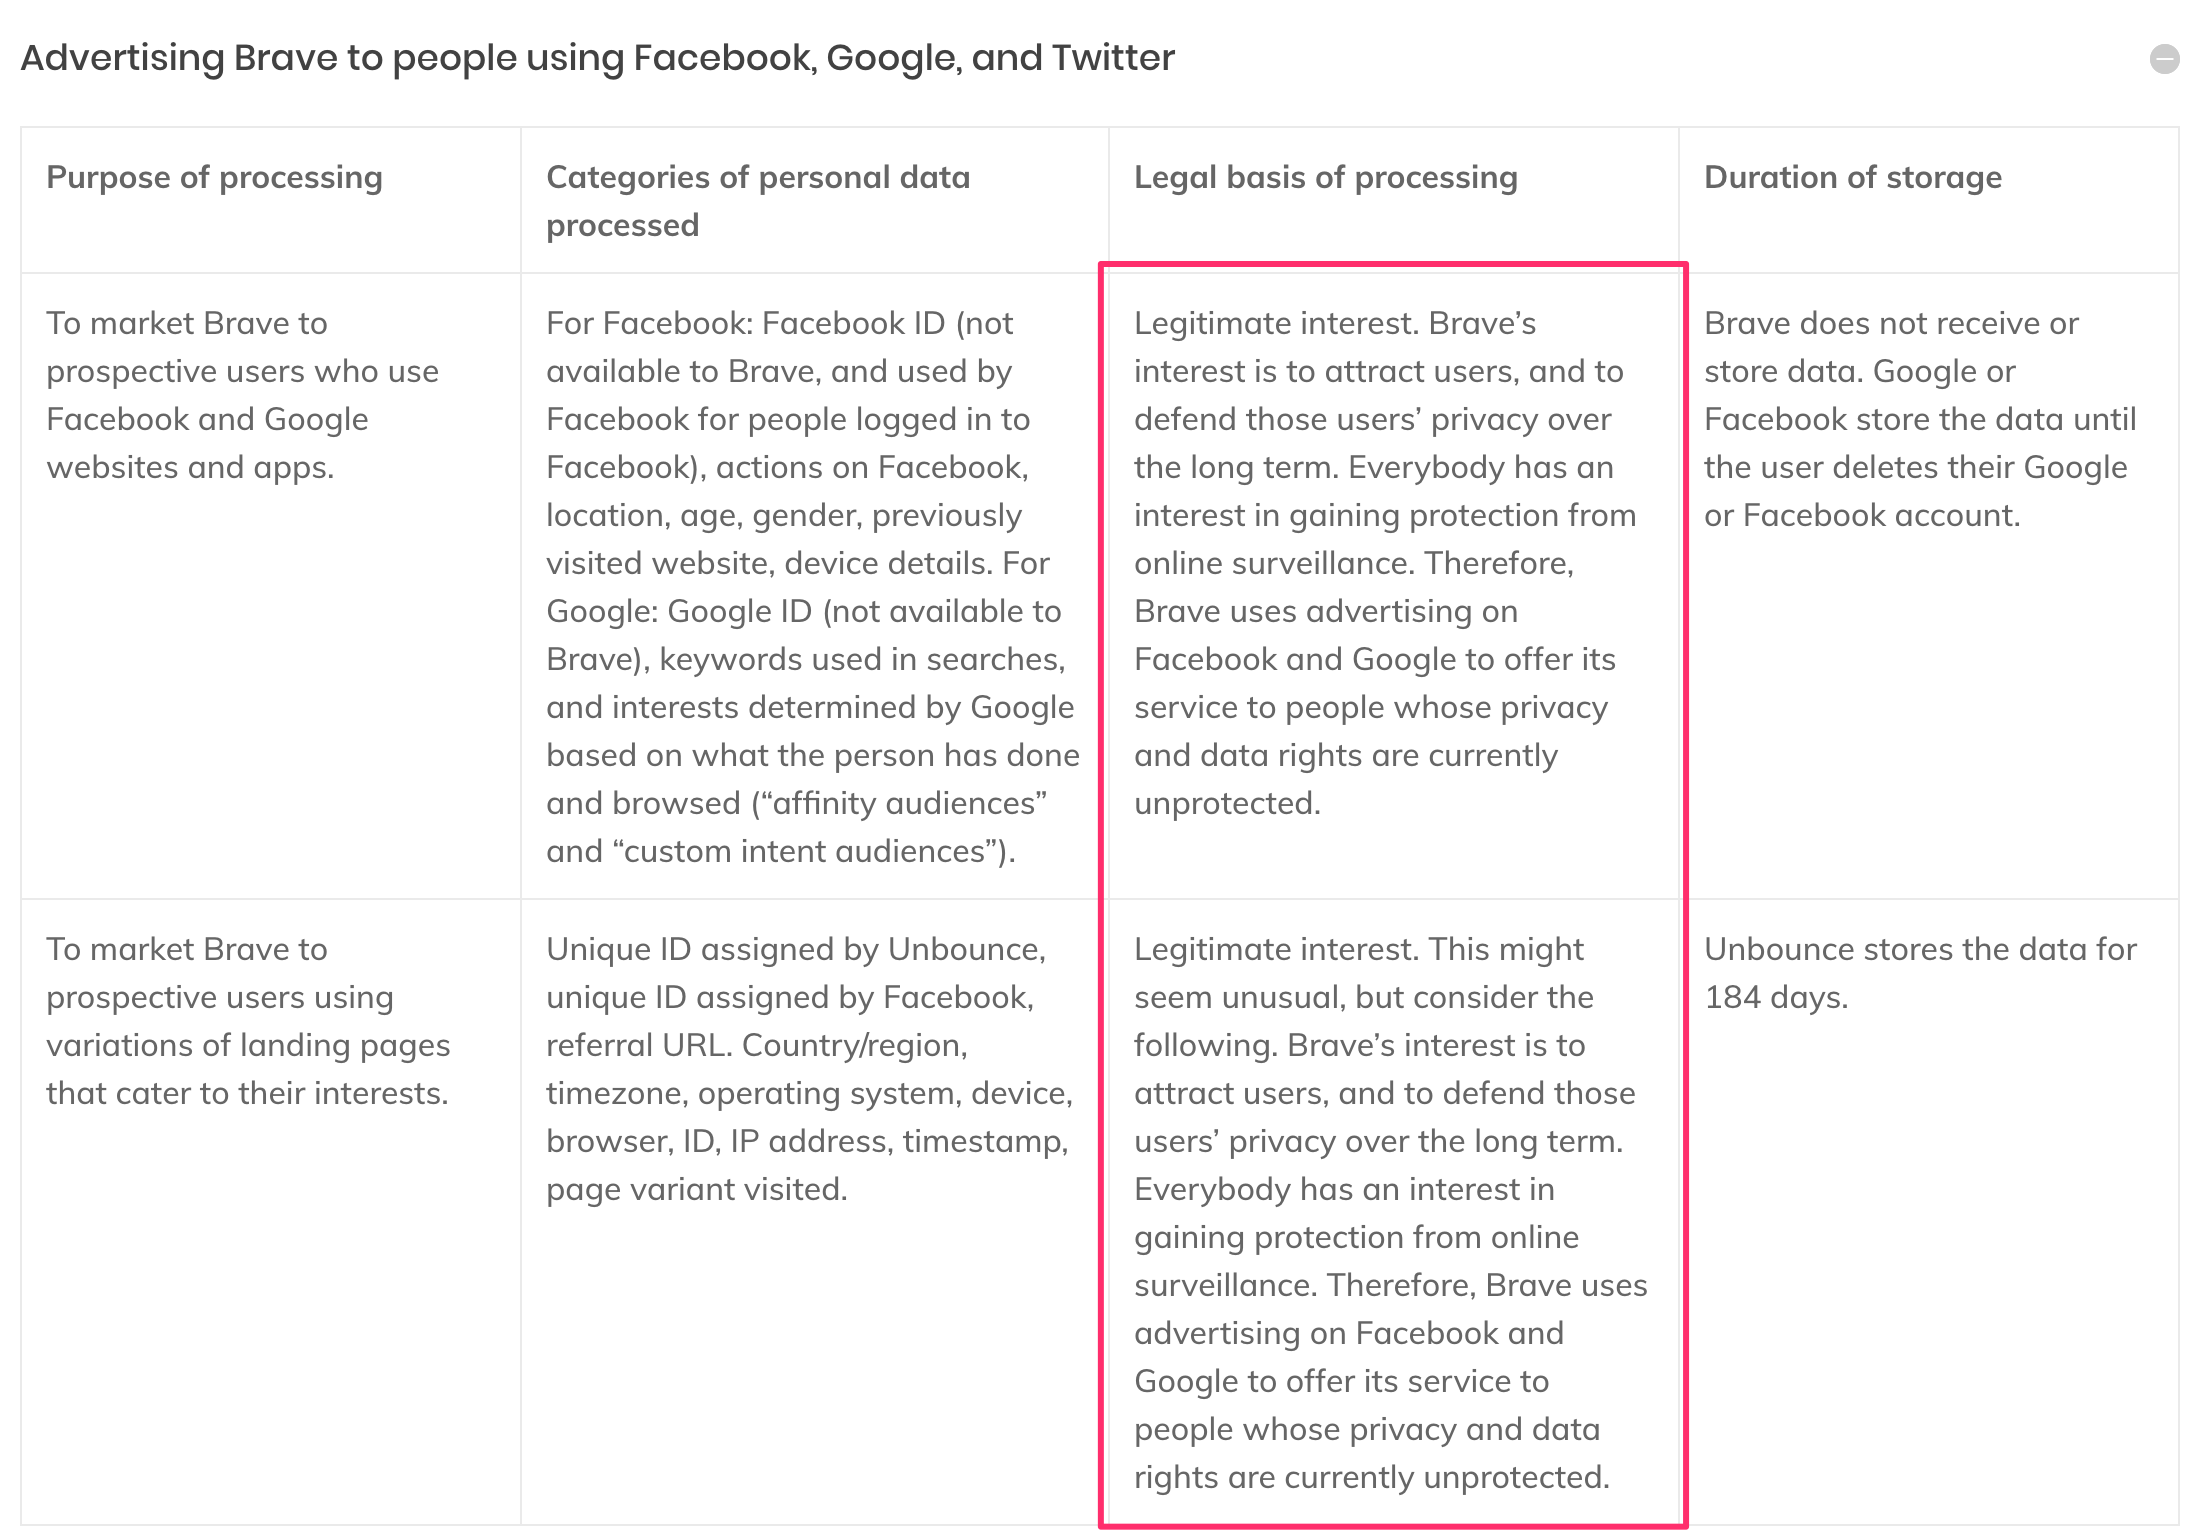 Advertising Brave to people using Facebook, Google, and Twitter
Purpose of processing
Categories of personal data
processed
Legal basis of processing
Duration of storage
To market Brave to
prospective users who use
Facebook and Google
websites and apps.
For Facebook: Facebook ID (not
available to Brave, and used by
Facebook for people logged in to
Facebook), actions on Facebook,
location, age, gender, previously
visited website, device details. For
Google: Google ID (not available to
Brave), keywords used in searches,
and interests determined by Google
based on what the person has done
and browsed (“affinity audiences”
and “custom intent audiences”).
Legitimate interest. Brave’s
interest is to attract users, and to
defend those users’ privacy over
the long term. Everybody has an
interest in gaining protection from
online surveillance. Therefore,
Brave uses advertising on
Facebook and Google to offer its
service to people whose privacy
and data rights are currently
unprotected.
Brave does not receive or
store data. Google or
Facebook store the data until
the user deletes their Google
or Facebook account.
To market Brave to
prospective users using
variations of landing pages
that cater to their interests.
Unique ID assigned by Unbounce,
unique ID assigned by Facebook,
referral URL. Country/region,
timezone, operating system, device,
browser, ID, IP address, timestamp,
page variant visited.
Legitimate interest. This might
seem unusual, but consider the
following. Brave’s interest is to
attract users, and to defend those
users’ privacy over the long term.
Everybody has an interest in
gaining protection from online
surveillance. Therefore, Brave uses
advertising on Facebook and
Google to offer its service to
people whose privacy and data
rights are currently unprotected.
Unbounce stores the data for
184 days.